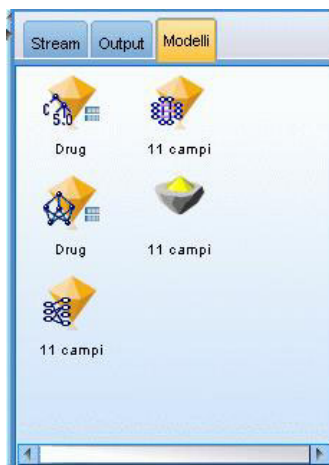 Stream Output Modelli
C 5.0
Drug 11 campi
Drug 11 campi
11 campi